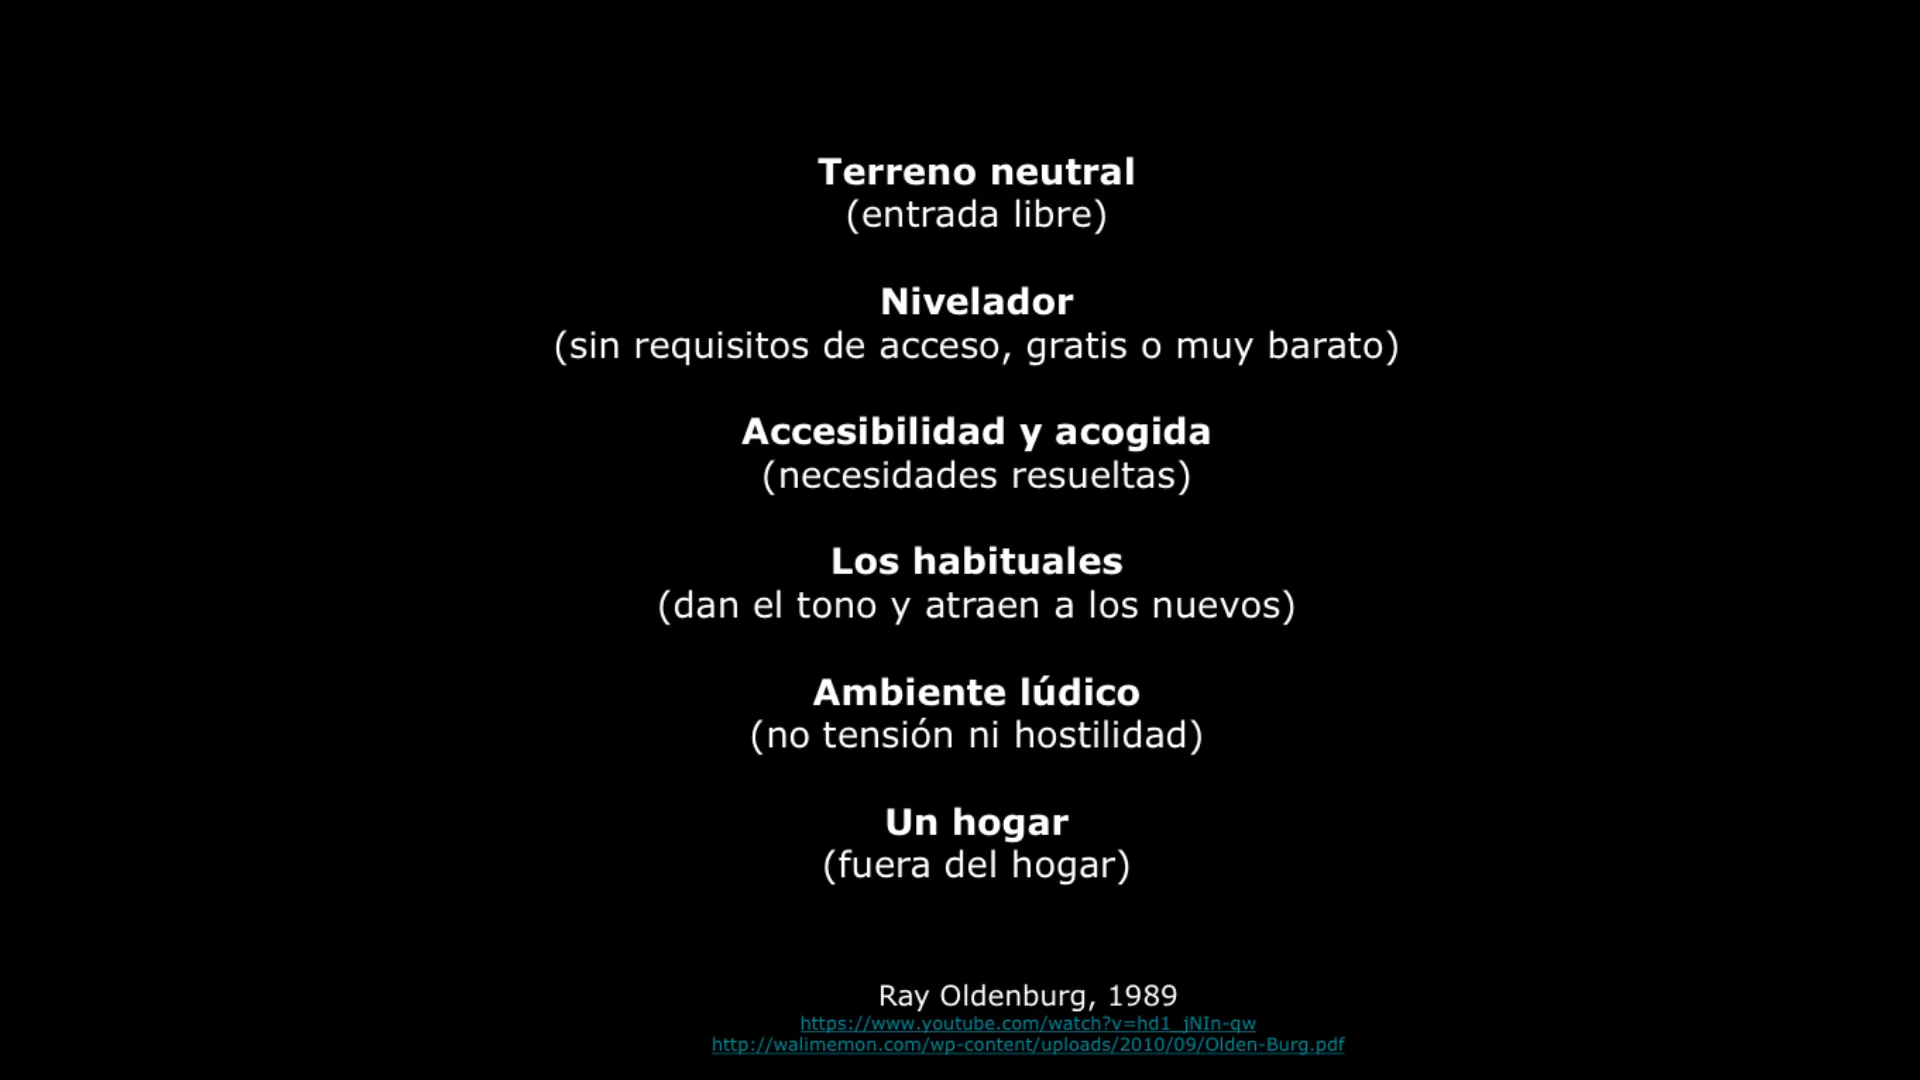 Terreno neutral
(entrada libre)
Nivelador
(sin requisitos de acceso, gratis o muy barato)
Accesibilidad y acogida
(necesidades resueltas)
Los habituales
(dan el tono y atraen a los nuevos)
Ambiente lúdico
(no tensión ni hostilidad)
Un hogar
(fuera del hogar)
Ray Oldenburg, 1989
https://www.youtube.com/watch?v=hd1_jNIn-qw
http://walimemon.com/wp-content/uploads/2010/09/Olden-Burg.pdf